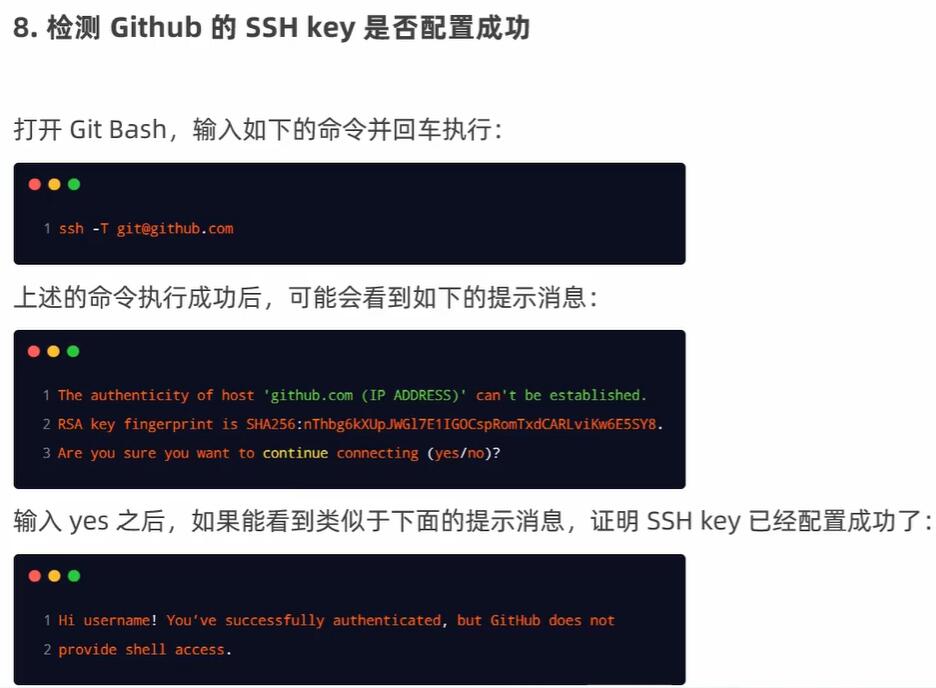 8. 检测 Github 的 SSH key 是否配置成功
打开 Git Bash，输入如下的命令并回车执行：
1 ssh -T git@github.com
上述的命令执行成功后，可能会看到如下的提示消息：
1 The authenticity of host 'github.com (IP ADDRESS)' can't be established.
2 RSA key fingerprint is SHA256:nThbg6kXUpJWGl7E1IGOCspRomTxdCARLviKw6E5SY8.
3 Are you sure you want to continue connecting (yes/no)?
输入 yes 之后，如果能看到类似于下面的提示消息，证明 SSH key 已经配置成功了：
1 Hi username! You've successfully authenticated, but GitHub does not
2 provide shell access.